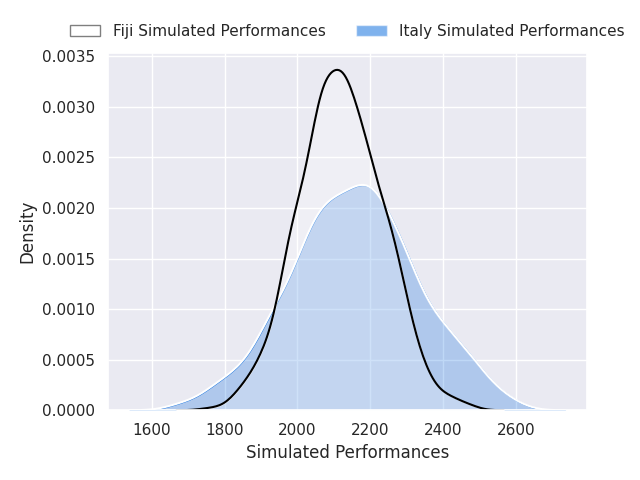 Fiji Simulated Performances Italy Simulated Performances
0.0035
0.0030
0.0025
0.0020
0.0015
0.0010
0.0005
0.0000
Density
1600 1800 2000 2200 2400 2600
Simulated Performances